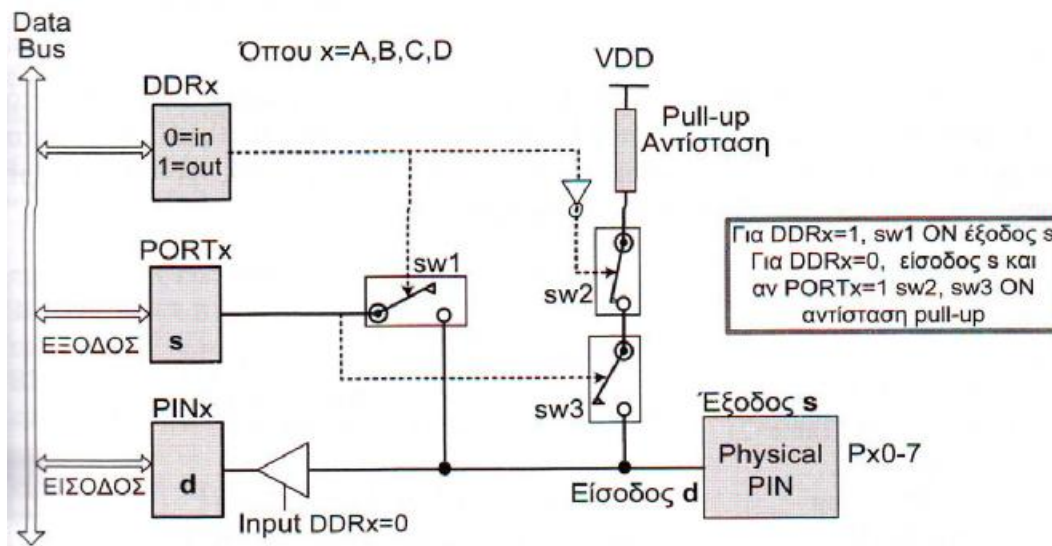 Data
Bus
Όπου x=A,B,C,D
VDD
DDRx
0=in
1=out
Pull-up
Αντίσταση
PORTx
s
ΕΞΟΔΟΣ
sw1
sw2
sw3
Για DDRx=1, sw1 ON έξοδος s
Για DDRx=0, είσοδος s και
αν PORTx=1 sw2, sw3 ON
αντίσταση pull-up
PINx
d
ΕΙΣΟΔΟΣ
Input DDRx=0
Είσοδος d
Έξοδος s
Physical
PIN
Px0-7